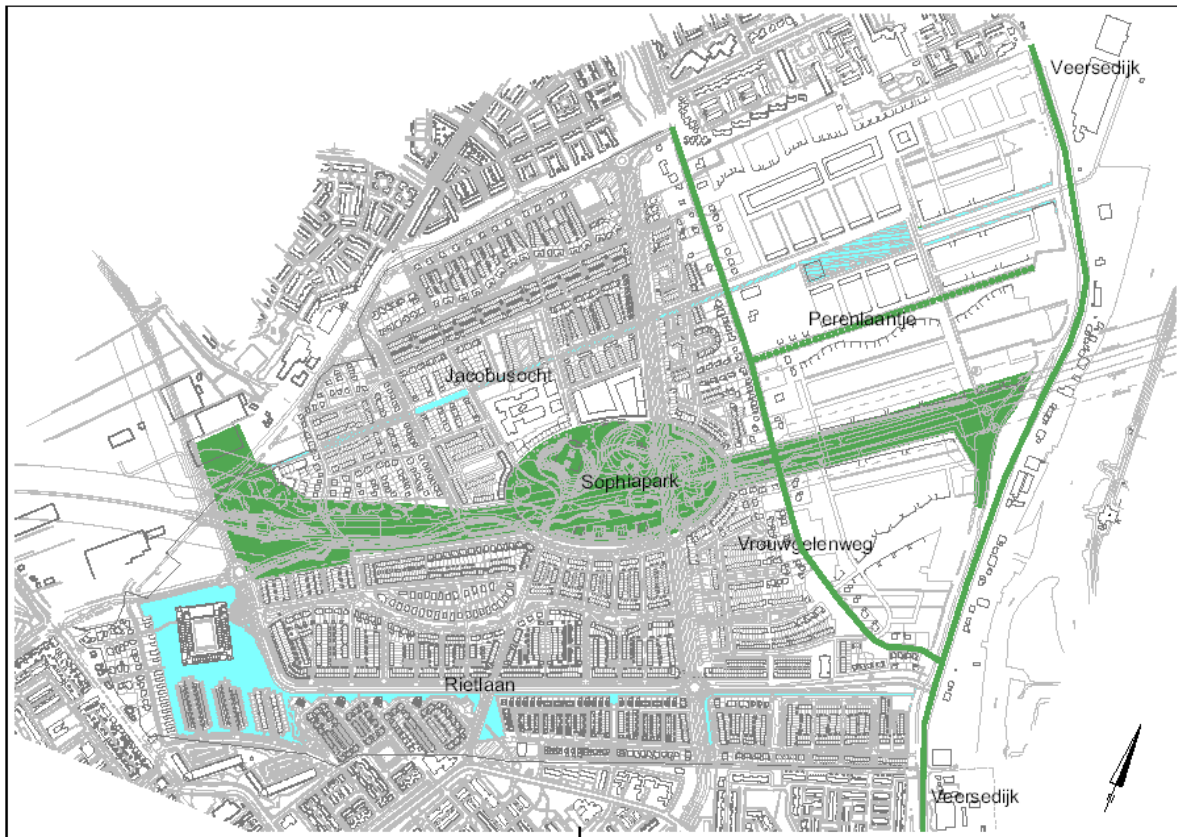 Veersedijk
Perenlaantje
Jacobusocht
Sophiapark
Vrouwgelenweg
Rietlaan
Veersedijk